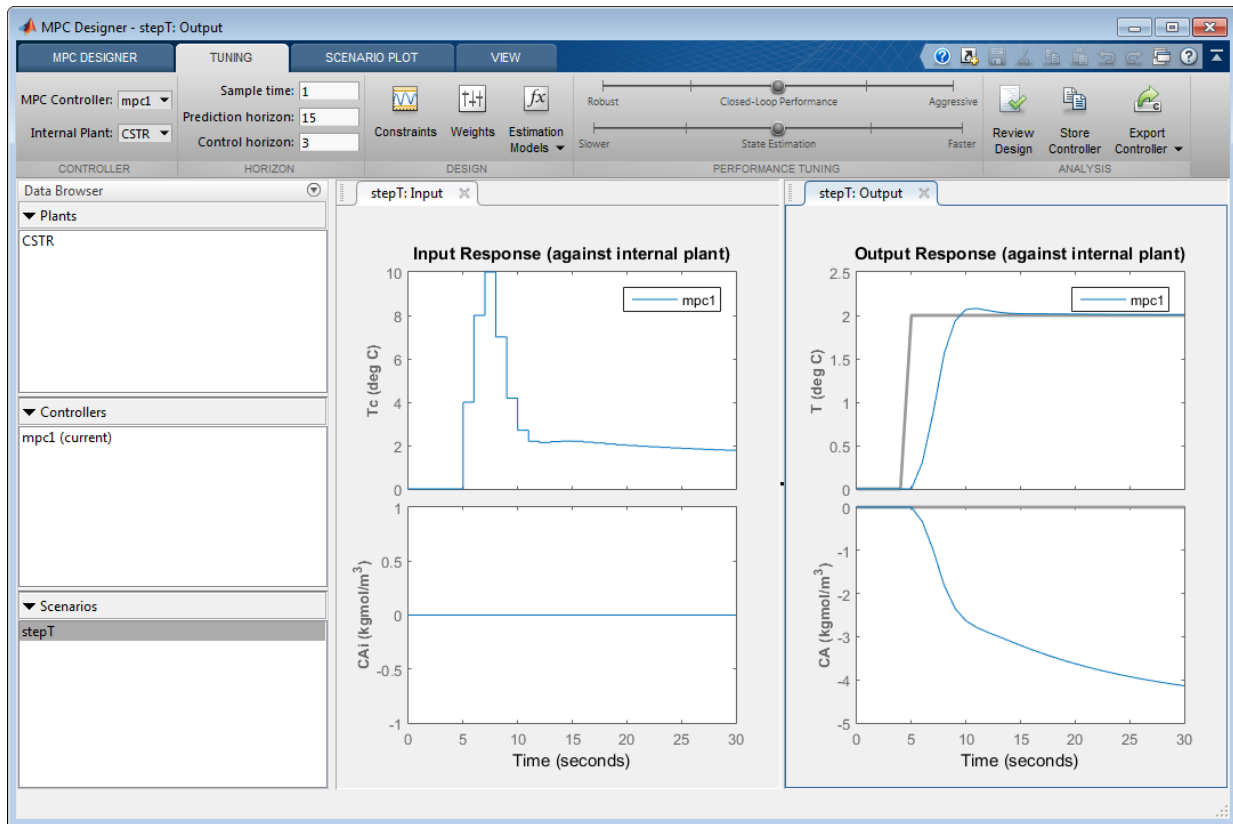 MPC Designer - stepT: Output
MPC DESIGNER TUNING SCENARIO PLOT VIEW
MPC Controller: mpc1
Internal Plant: CSTR
CONTROLLER
Sample time: 1
Prediction horizon: 15
Control horizon: 3
HORIZON
Constraints
Weights
fx
Estimation
Models
DESIGN
Robust Closed-Loop Performance Aggressive
Slower State Estimation Faster
PERFORMANCE TUNING
Review
Design
Store
Controller
C
Export
Controller
ANALYSIS
Data Browser
Plants
CSTR
Controllers
mpc1 (current)
Scenarios
stepT
stepT: Input
Input Response (against internal plant)
mpc1
Tc (deg C)
10
8
6
4
2
0
CAi (kgmol/m3)
1
0.5
0
-0.5
-1
0 5 10 15 20 25 30
Time (seconds)
stepT: Output
Output Response (against internal plant)
mpc1
T (deg C)
2.5
2
1.5
1
0.5
0
CA (kgmol/m3)
0
-1
-2
-3
-4
-5
0 5 10 15 20 25 30
Time (seconds)